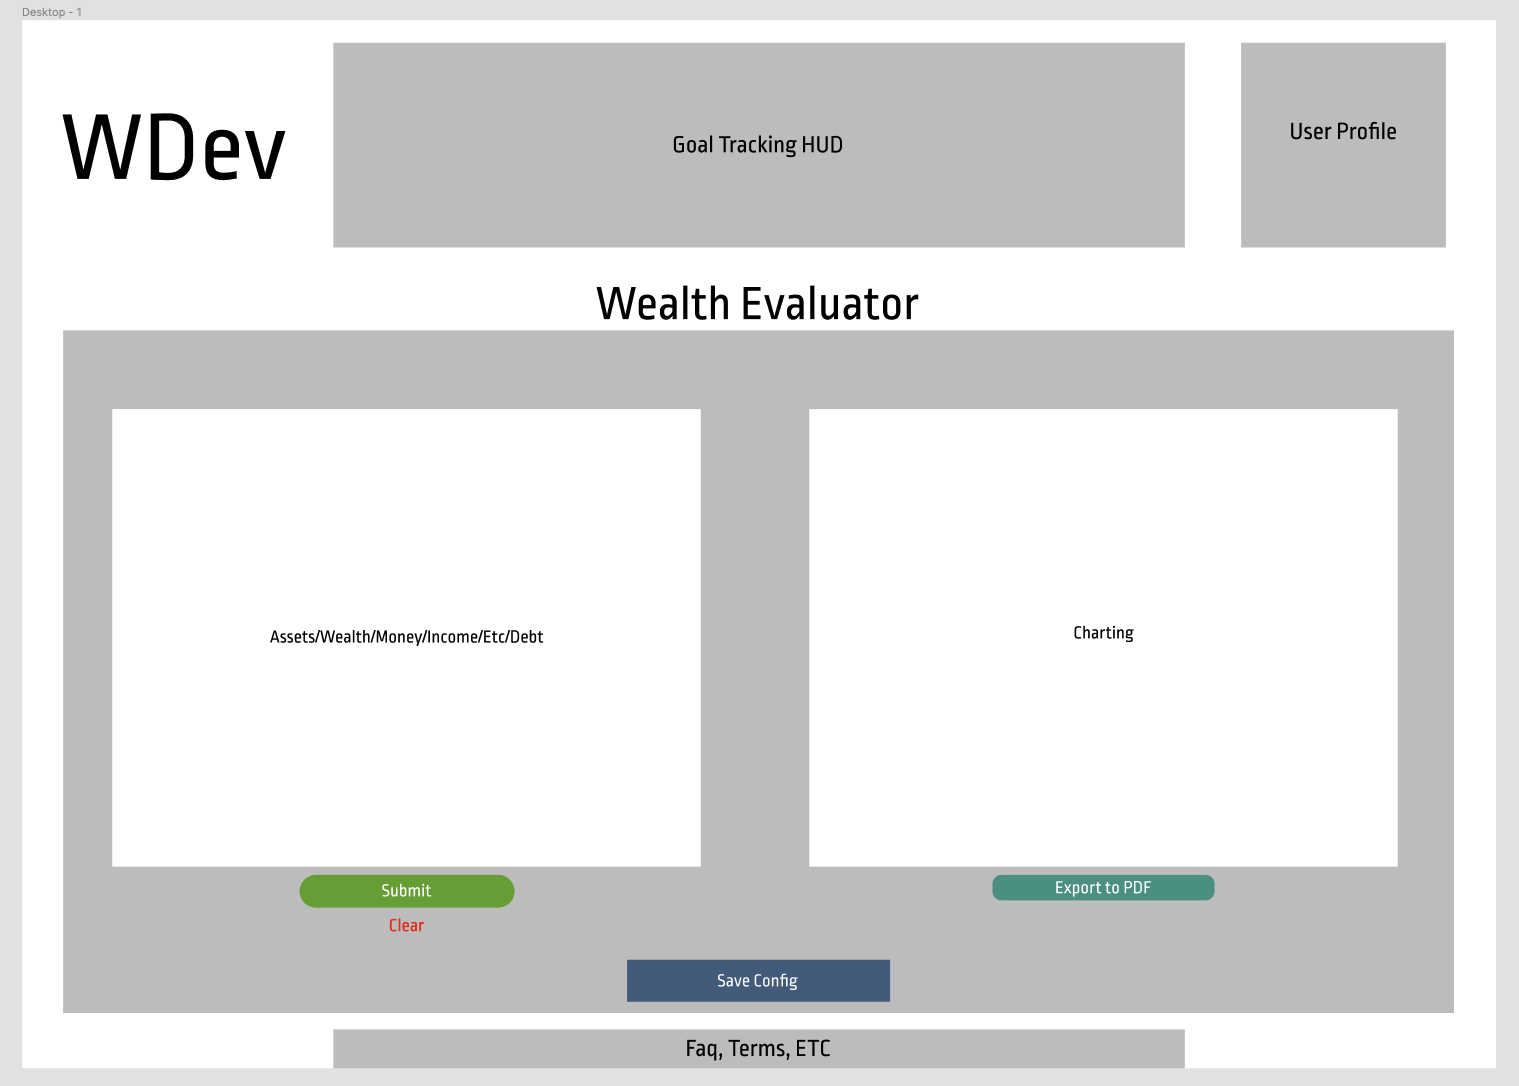 Desktop - 1
WDev
Goal Tracking HUD
User Profile
Wealth Evaluator
Assets/Wealth/Money/Income/Etc/Debt
Charting
Submit
Export to PDF
Clear
Save Config
Faq, Terms, ETC